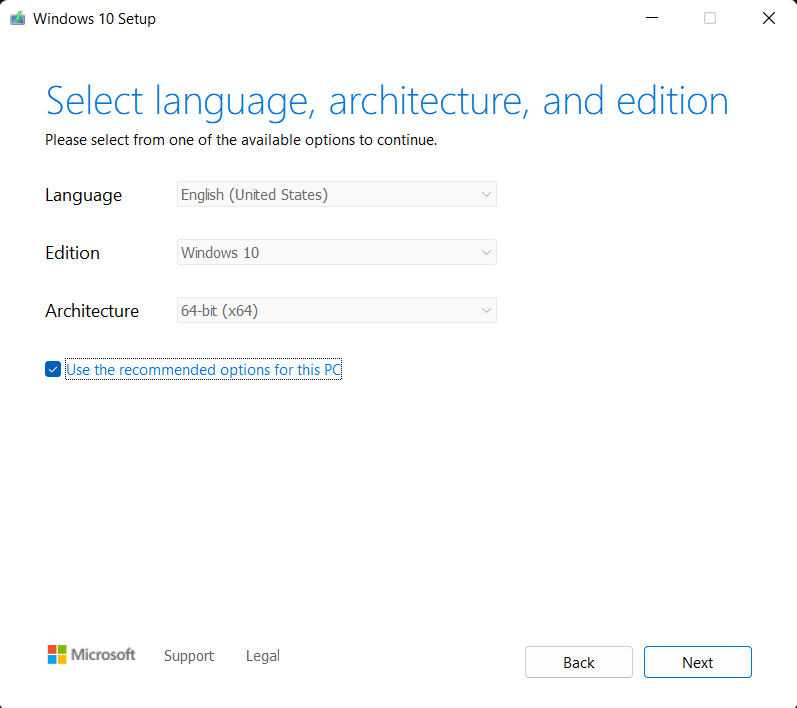 Windows 10 Setup
Select language, architecture, and edition
Please select from one of the available options to continue.
Language English (United States)
Edition Windows 10
Architecture 64-bit (x64)
Use the recommended options for this PC
Microsoft Support Legal Back Next